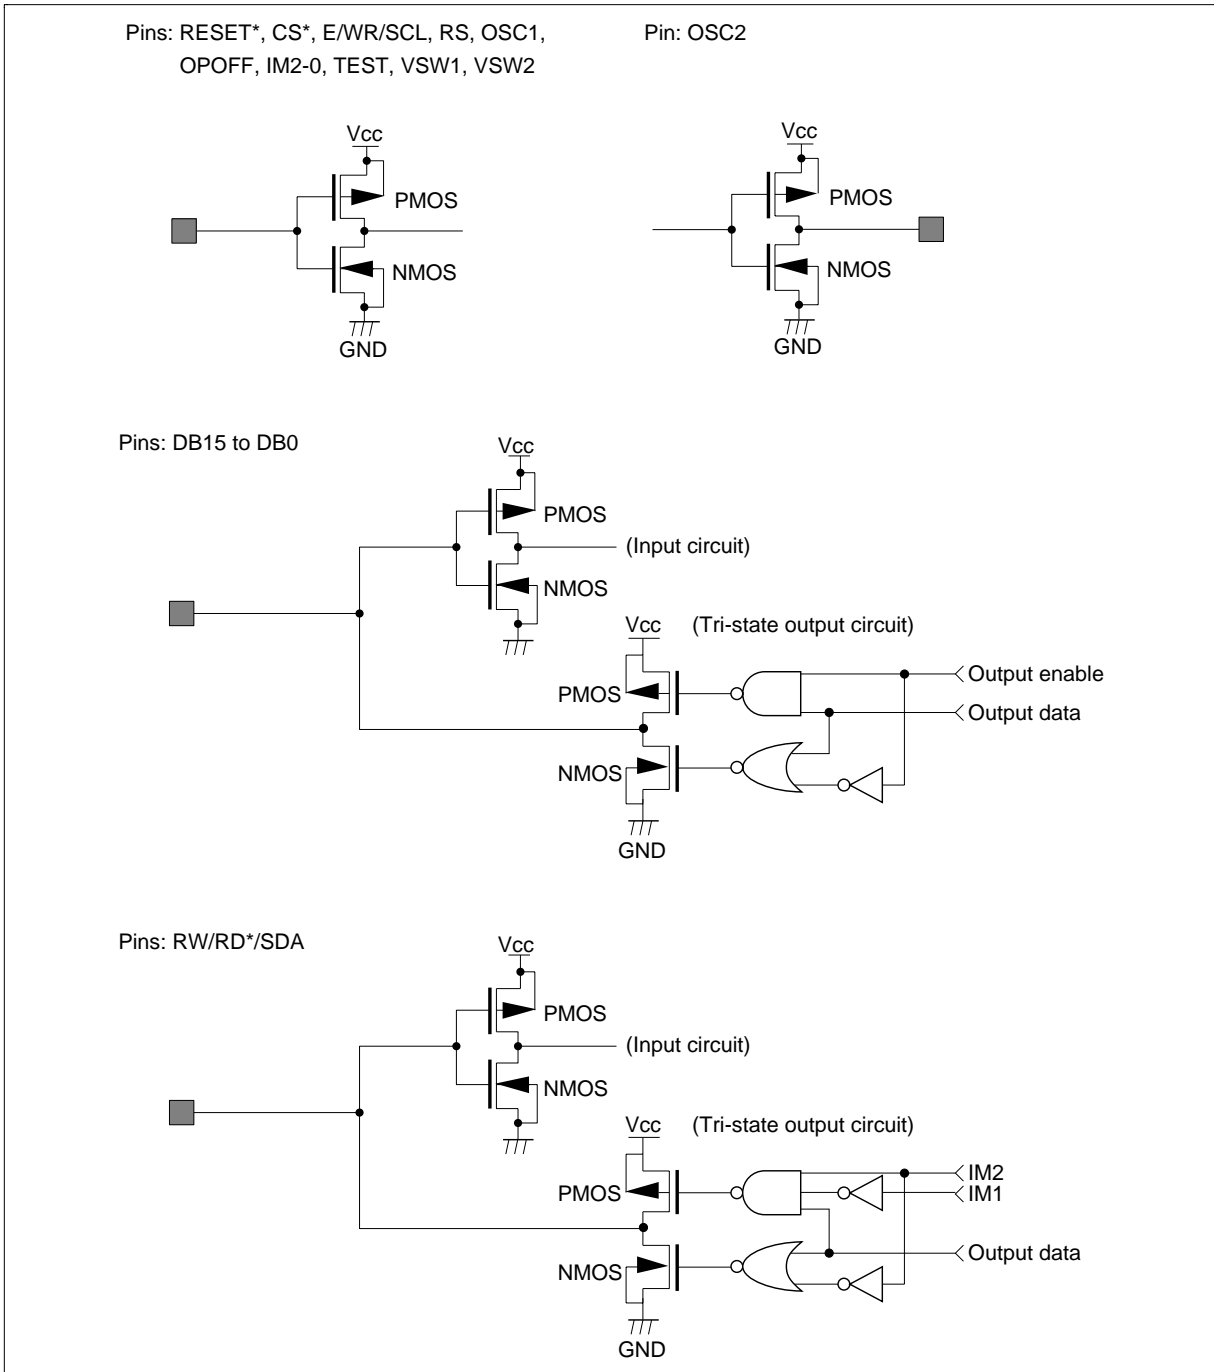 Pins: RESET*, CS*, E/WR/SCL, RS, OSC1,
OPOFF, IM2-0, TEST, VSW1, VSW2
Pin: OSC2
Vcc
PMOS
NMOS
GND
Vcc
PMOS
NMOS
GND
Pins: DB15 to DB0
Vcc
PMOS
(Input circuit)
NMOS
Vcc
(Tri-state output circuit)
PMOS
Output enable
Output data
NMOS
GND
Pins: RW/RD*/SDA
Vcc
PMOS
(Input circuit)
NMOS
Vcc
(Tri-state output circuit)
PMOS
IM2
IM1
Output data
NMOS
GND